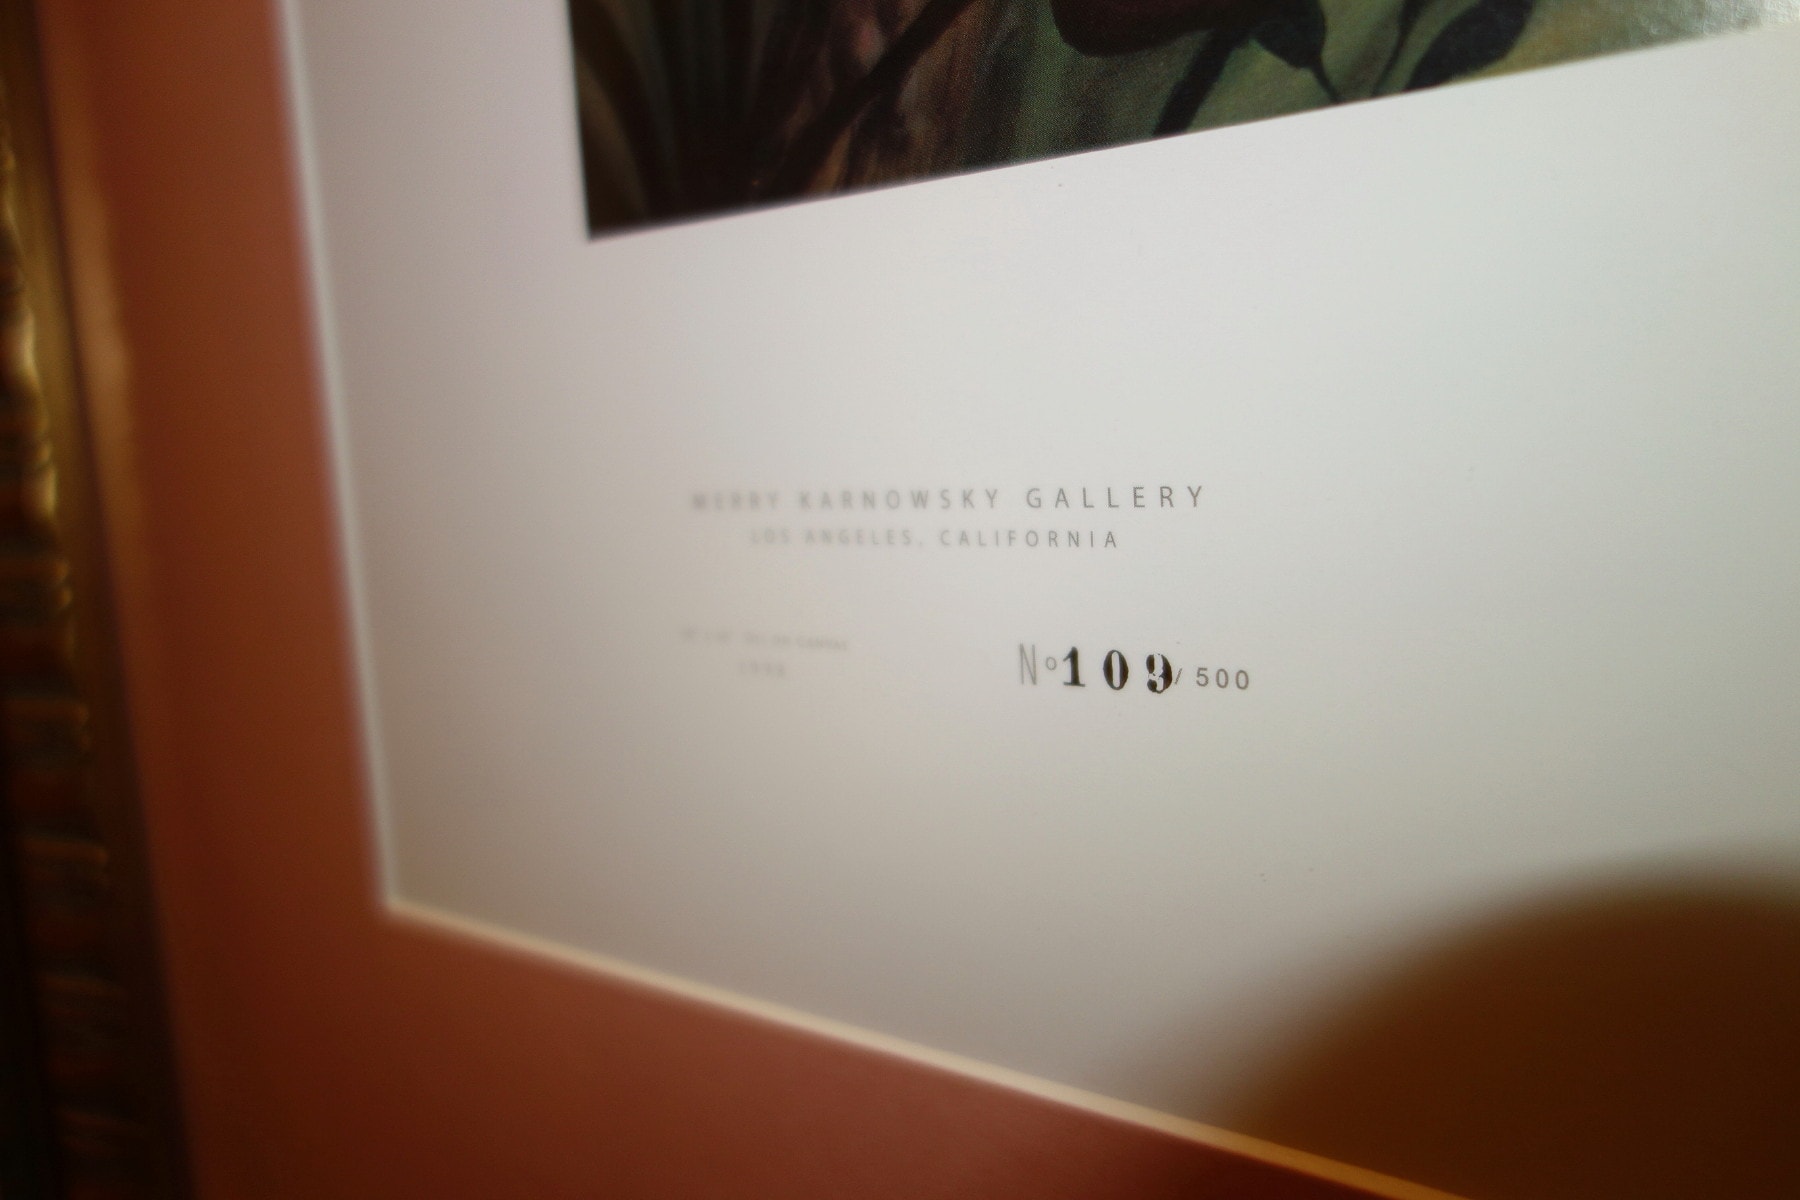 MERRY KARNOWSKY GALLERY
LOS ANGELES, CALIFORNIA
Nº109/ 500